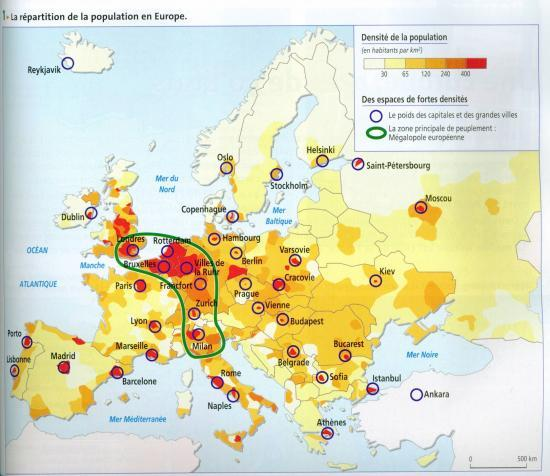 1 La répartition de la population en Europe.
Densité de la population
(en habitants par km²)
30 65 120 240 400
Des espaces de fortes densités
Le poids des capitales et des grandes villes
La zone principale de peuplement :
Mégalopole européenne
Reykjavik
Oslo
Helsinki
Saint-Pétersbourg
Stockholm
Mer du
Nord
Moscou
Copenhague
Mer
Baltique
Dublin
Hambourg
Londres
Rotterdam
Berlin
Varsovie
OCÉAN
Manche
Bruxelles
Villes de
la Ruhr
Kiev
ATLANTIQUE
Paris
Francfort
Prague
Cracovie
Zurich
Vienne
Lyon
Budapest
Milan
Porto
Marseille
Belgrade
Bucarest
Mer Noire
Lisbonne
Madrid
Barcelone
Rome
Sofia
Istanbul
Ankara
Naples
Mer Méditerranée
Athènes
0 500 km